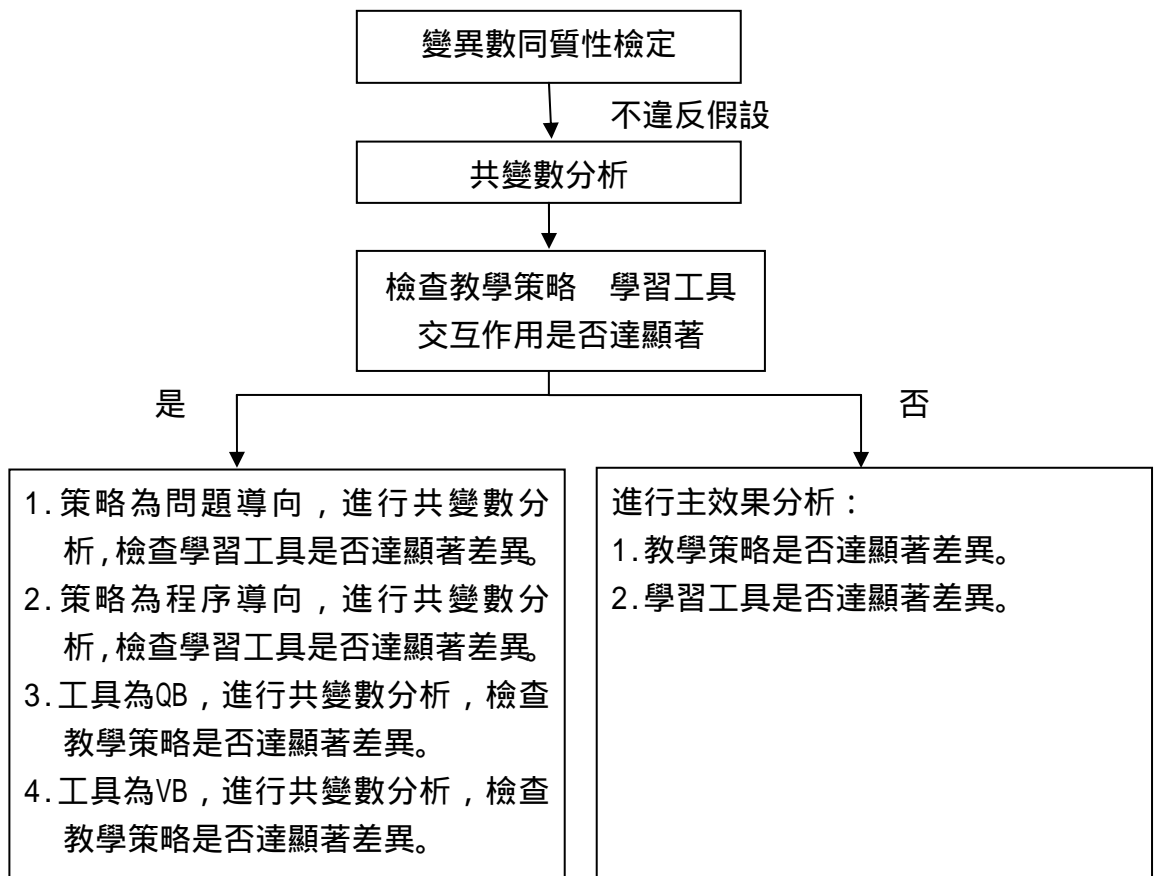 變異數同質性檢定
不違反假設
共變數分析
檢查教學策略　學習工具
交互作用是否達顯著
是
否
1.策略為問題導向，進行共變數分
析,檢查學習工具是否達顯著差異。
2.策略為程序導向，進行共變數分
析,檢查學習工具是否達顯著差異。
3.工具為QB，進行共變數分析，檢查
教學策略是否達顯著差異。
4.工具為VB，進行共變數分析，檢查
教學策略是否達顯著差異。
進行主效果分析：
1.教學策略是否達顯著差異。
2.學習工具是否達顯著差異。